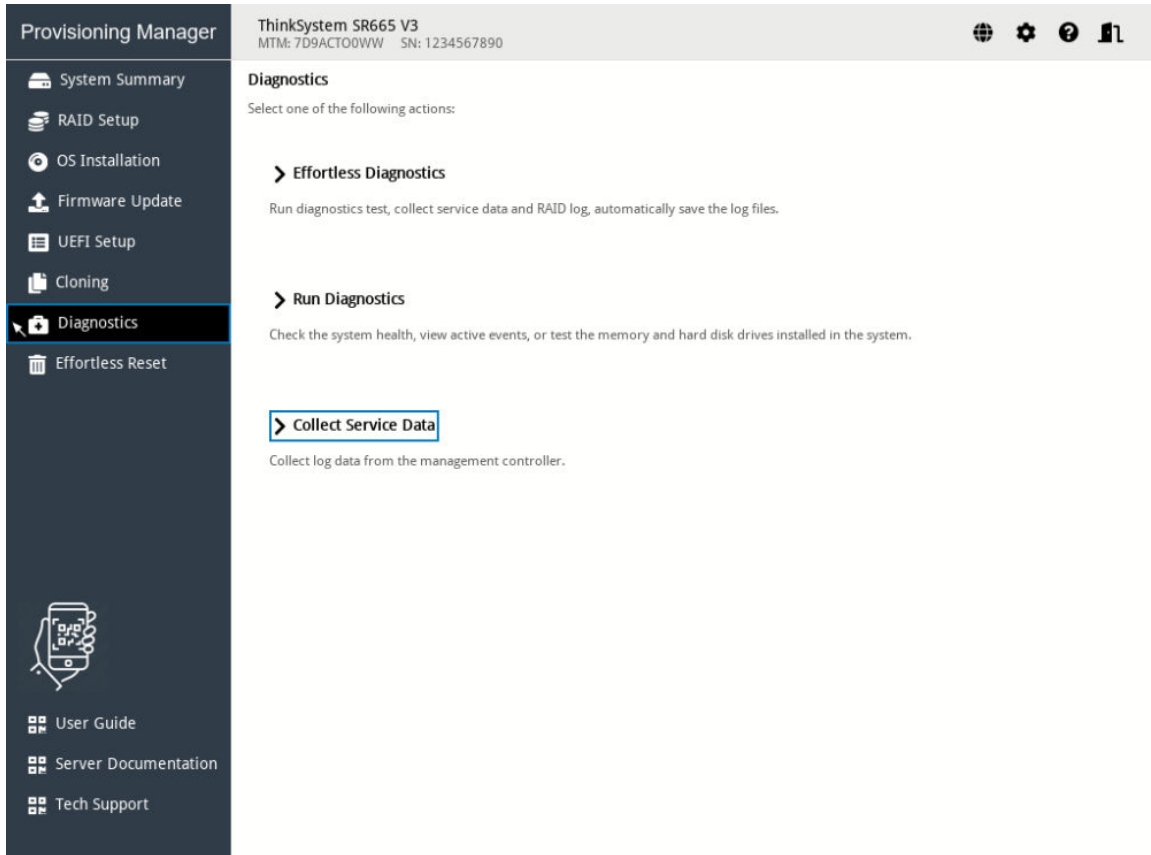 Provisioning Manager
ThinkSystem SR665 V3
MTM: 7D9ACTO0WW SN: 1234567890
System Summary
RAID Setup
OS Installation
Firmware Update
UEFI Setup
Cloning
Diagnostics
Effortless Reset
User Guide
Server Documentation
Tech Support
Diagnostics
Select one of the following actions:
Effortless Diagnostics
Run diagnostics test, collect service data and RAID log, automatically save the log files.
Run Diagnostics
Check the system health, view active events, or test the memory and hard disk drives installed in the system.
Collect Service Data
Collect log data from the management controller.